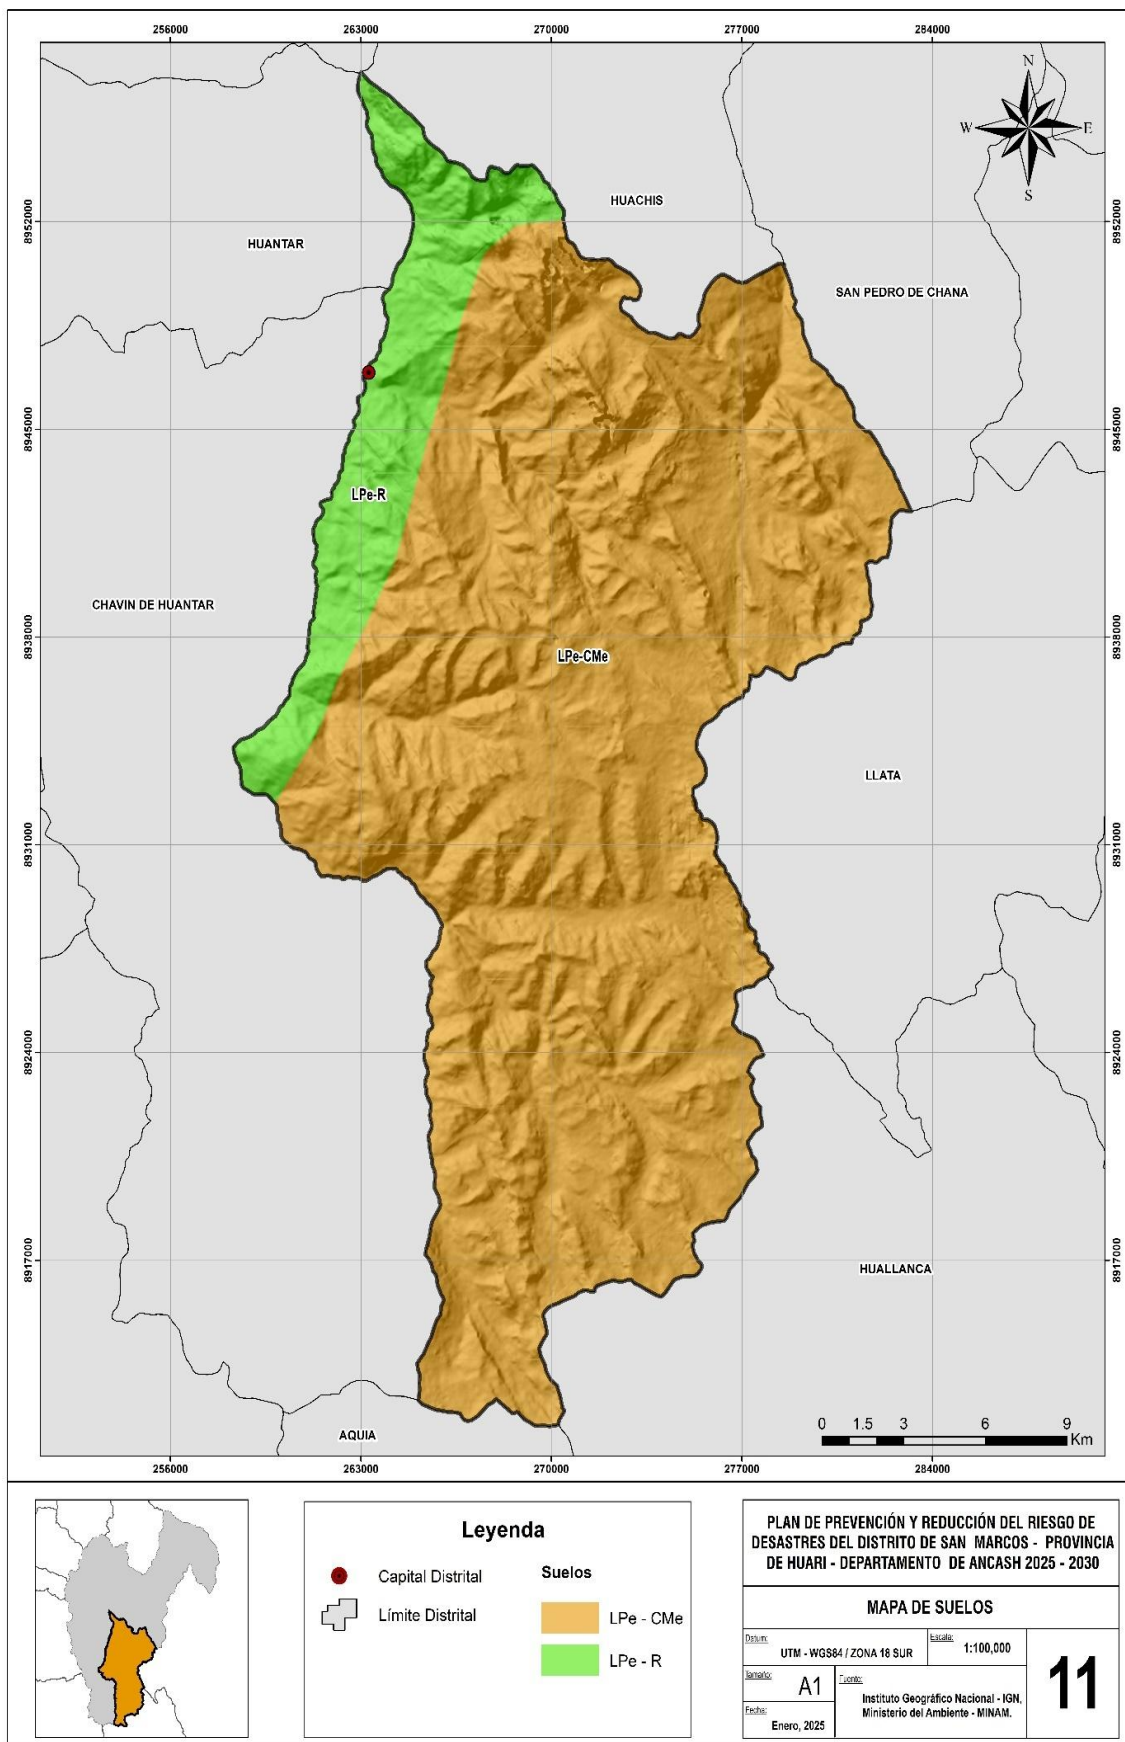 256000 263000 270000 277000 284000
N
W E
S
HUACHIS
8952000 8952000
HUANTAR
SAN PEDRO DE CHANA
8945000 8945000
LPe-R
CHAVIN DE HUANTAR
8938000 8938000
LPe-CMe
LLATA
8931000 8931000
8924000 8924000
8917000 8917000
HUALLANCA
AQUIA
0 1.5 3 6 9
Km
256000 263000 270000 277000 284000
Leyenda
Capital Distrital
Límite Distrital
Suelos
LPe - CMe
LPe - R
PLAN DE PREVENCIÓN Y REDUCCIÓN DEL RIESGO DE
DESASTRES DEL DISTRITO DE SAN MARCOS - PROVINCIA
DE HUARI - DEPARTAMENTO DE ANCASH 2025 - 2030
MAPA DE SUELOS
Datum:
UTM - WGS84 / ZONA 18 SUR
Escala:
1:100,000
Tamaño:
A1
Fecha:
Enero, 2025
Fuente:
Instituto Geográfico Nacional - IGN,
Ministerio del Ambiente - MINAM.
11